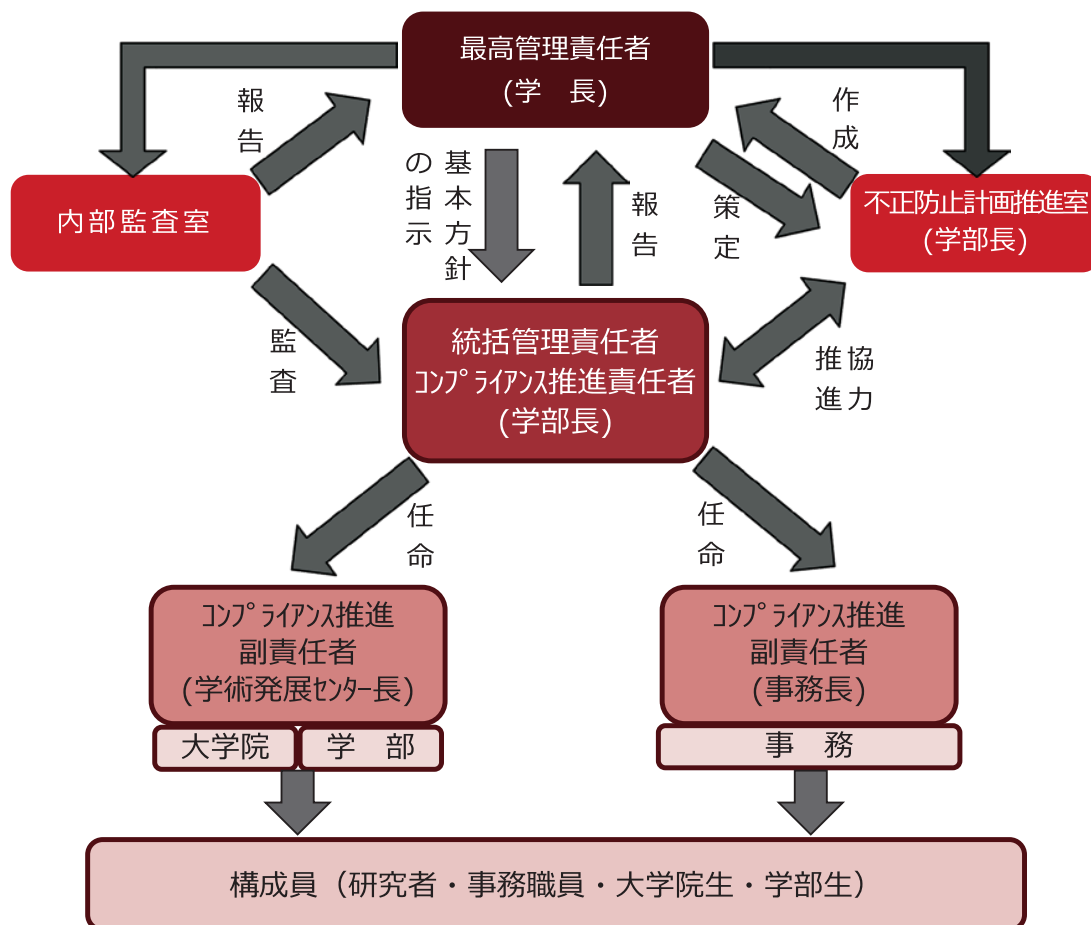 最高管理責任者
(学　長)
報告
作成
基本方針
の指示
報告
策定
内部監査室
不正防止計画推進室
(学部長)
監査
統括管理責任者
ｺﾝﾌﾟﾗｲｱﾝｽ推進責任者
(学部長)
協力
推進
任命
任命
ｺﾝﾌﾟﾗｲｱﾝｽ推進
副責任者
(学術発展ｾﾝﾀｰ長)
大学院
学　部
ｺﾝﾌﾟﾗｲｱﾝｽ推進
副責任者
(事務長)
事　務
構成員（研究者・事務職員・大学院生・学部生）